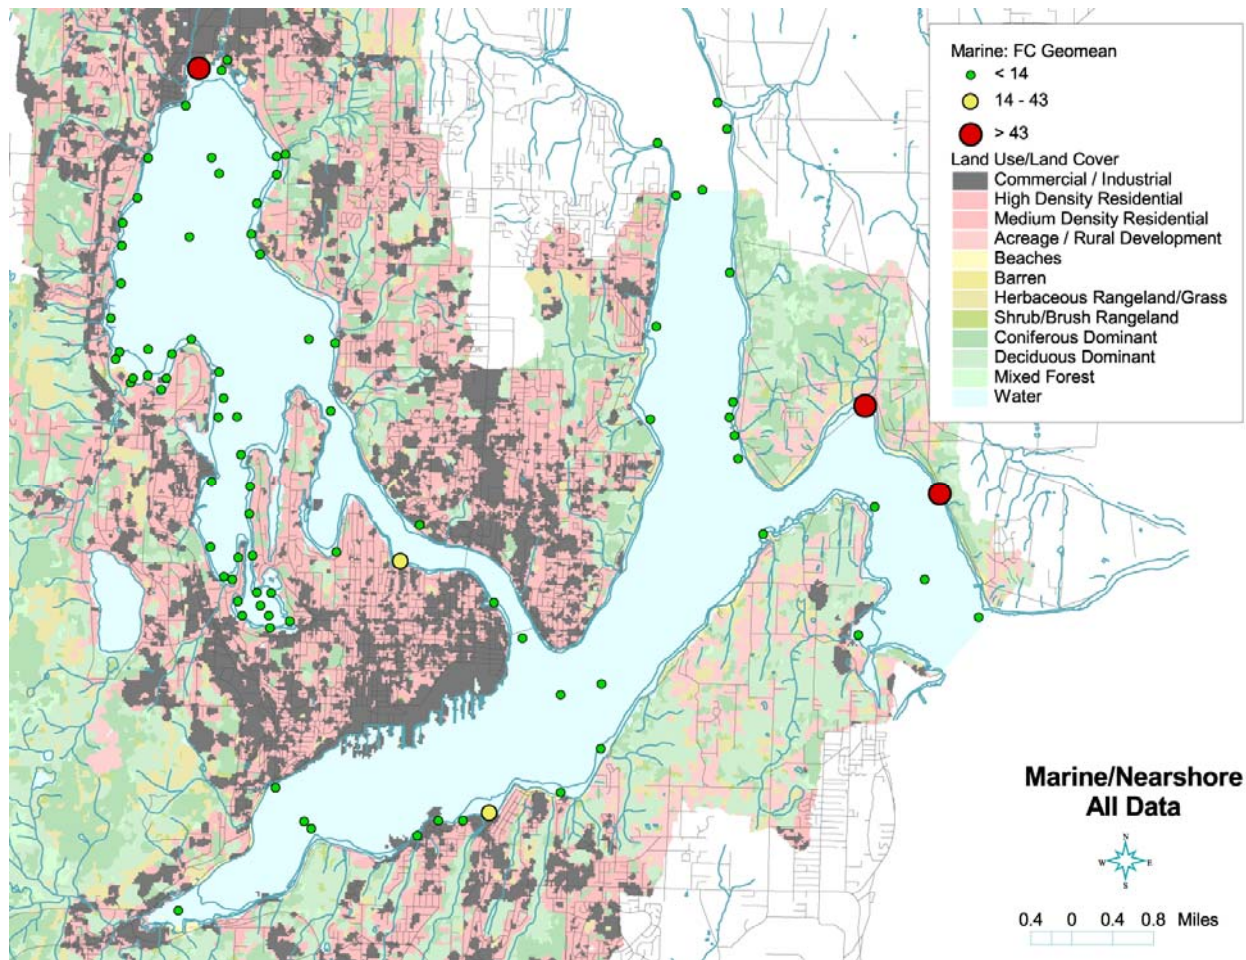 Marine: FC Geomean
< 14
14 - 43
> 43
Land Use/Land Cover
Commercial / Industrial
High Density Residential
Medium Density Residential
Acreage / Rural Development
Beaches
Barren
Herbaceous Rangeland/Grass
Shrub/Brush Rangeland
Coniferous Dominant
Deciduous Dominant
Mixed Forest
Water
Marine/Nearshore
All Data
N
W E
S
0.4 0 0.4 0.8 Miles